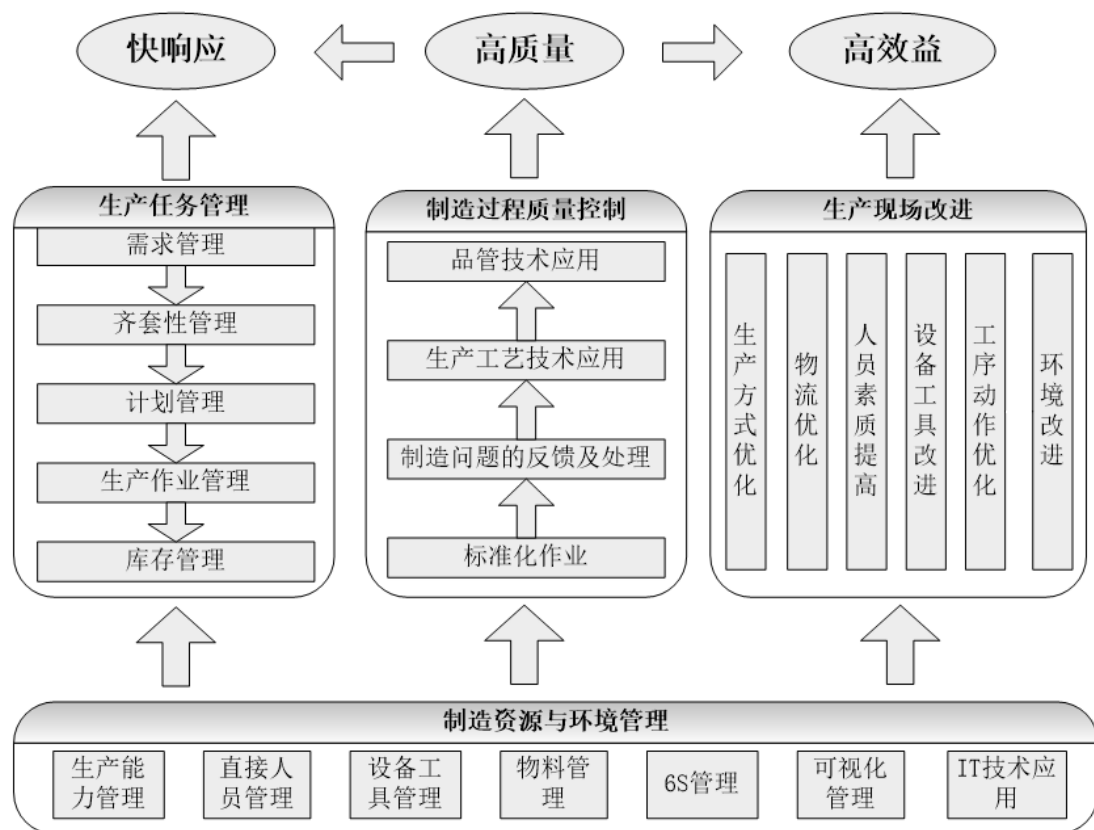 快响应
高质量
高效益
生产任务管理
需求管理
齐套性管理
计划管理
生产作业管理
库存管理
制造过程质量控制
品管技术应用
生产工艺技术应用
制造问题的反馈及处理
标准化作业
生产现场改进
生产方式优化
物流优化
人员素质提高
设备工具改进
工序动作优化
环境改进
制造资源与环境管理
生产能
力管理
直接人
员管理
设备工
具管理
物料管
理
6S管理
可视化
管理
IT技术应
用